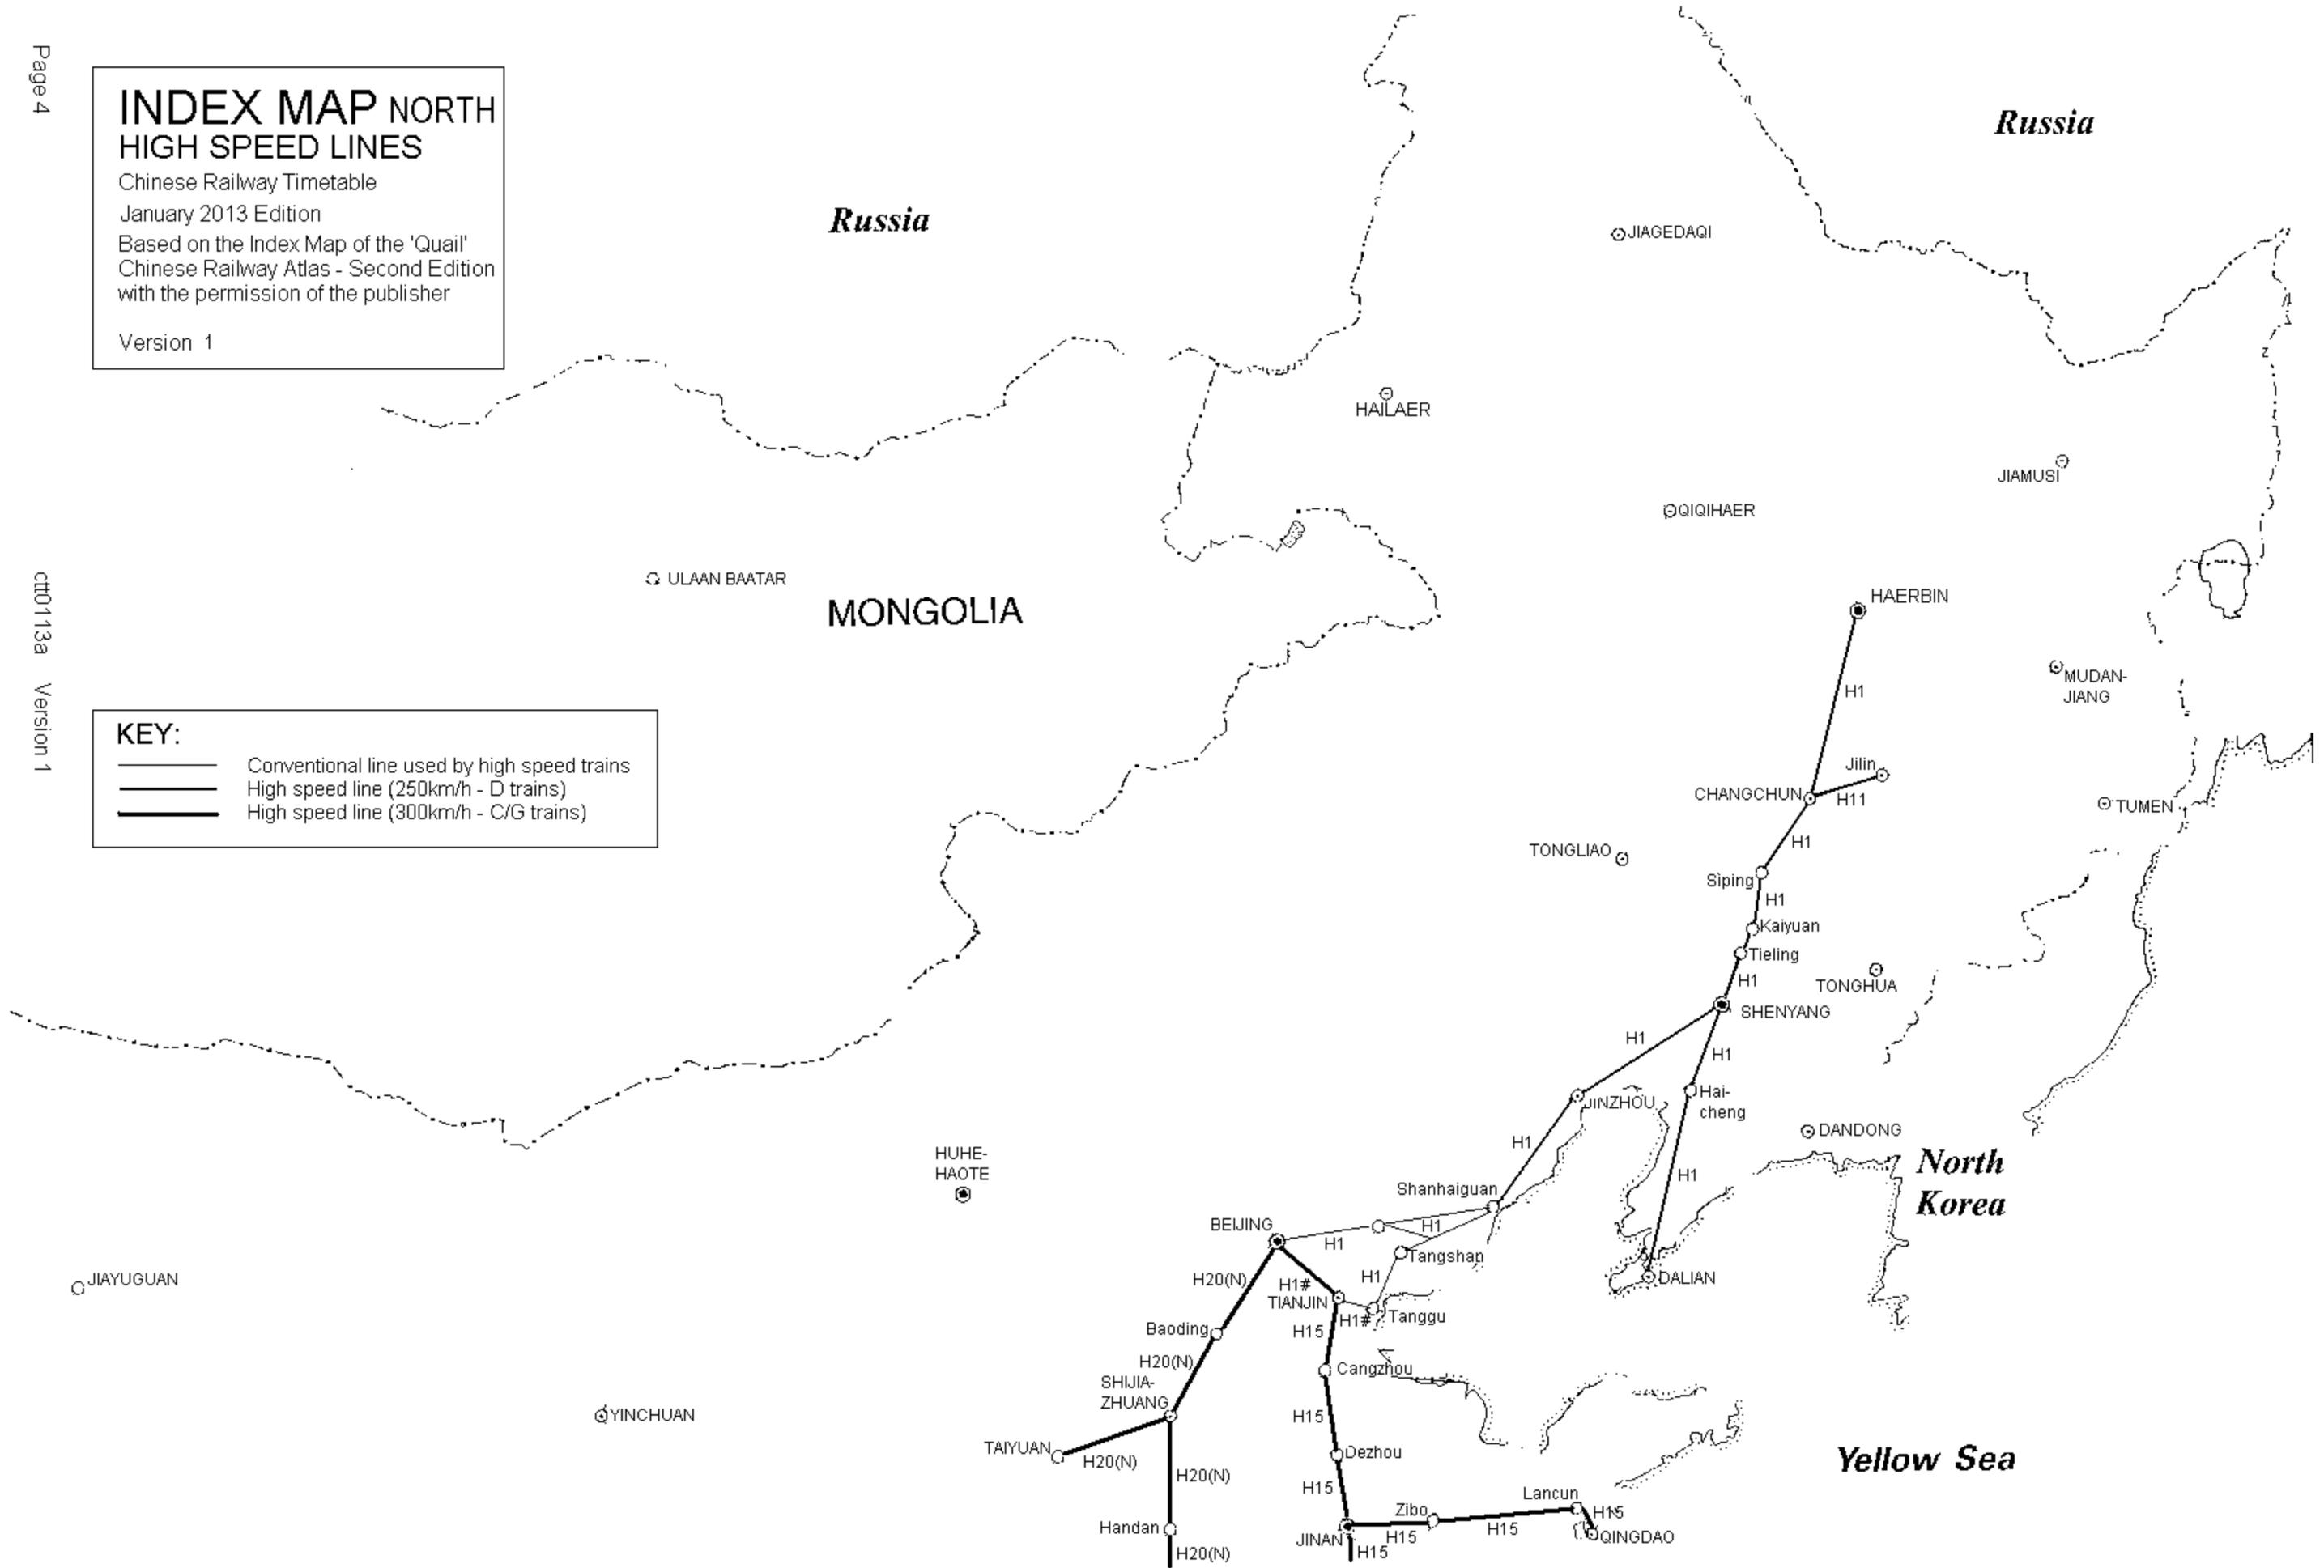 Page 4
ctt0113a Version 1
INDEX MAP NORTH
HIGH SPEED LINES
Chinese Railway Timetable
January 2013 Edition
Based on the Index Map of the 'Quail'
Chinese Railway Atlas - Second Edition
with the permission of the publisher
Version 1
KEY:
Conventional line used by high speed trains
High speed line (250km/h - D trains)
High speed line (300km/h - C/G trains)
Russia
Russia
JIAGEDAQI
HAILAER
JIAMUSI
QIQIHAER
ULAAN BAATAR
MONGOLIA
HAERBIN
MUDAN-
JIANG
H1
Jilin
CHANGCHUN
H11
TUMEN
H1
TONGLIAO
Siping
H1
Kaiyuan
Tieling
H1
TONGHUA
SHENYANG
H1
H1
JINZHOU
Hai-
cheng
DANDONG
H1
North
Korea
HUHE-
HAOTE
H1
Shanhaiguan
BEIJING
H1
H1
Tangshan
JIAYUGUAN
H20(N)
H1#
H1
DALIAN
TIANJIN
H1#
Tanggu
Baoding
H15
H20(N)
Cangzhou
SHIJIA-
ZHUANG
YINCHUAN
H15
TAIYUAN
H20(N)
Dezhou
Yellow Sea
H20(N)
H15
Lancun
Zibo
H15
Handan
JINAN
H15
H15
QINGDAO
H20(N)
H15